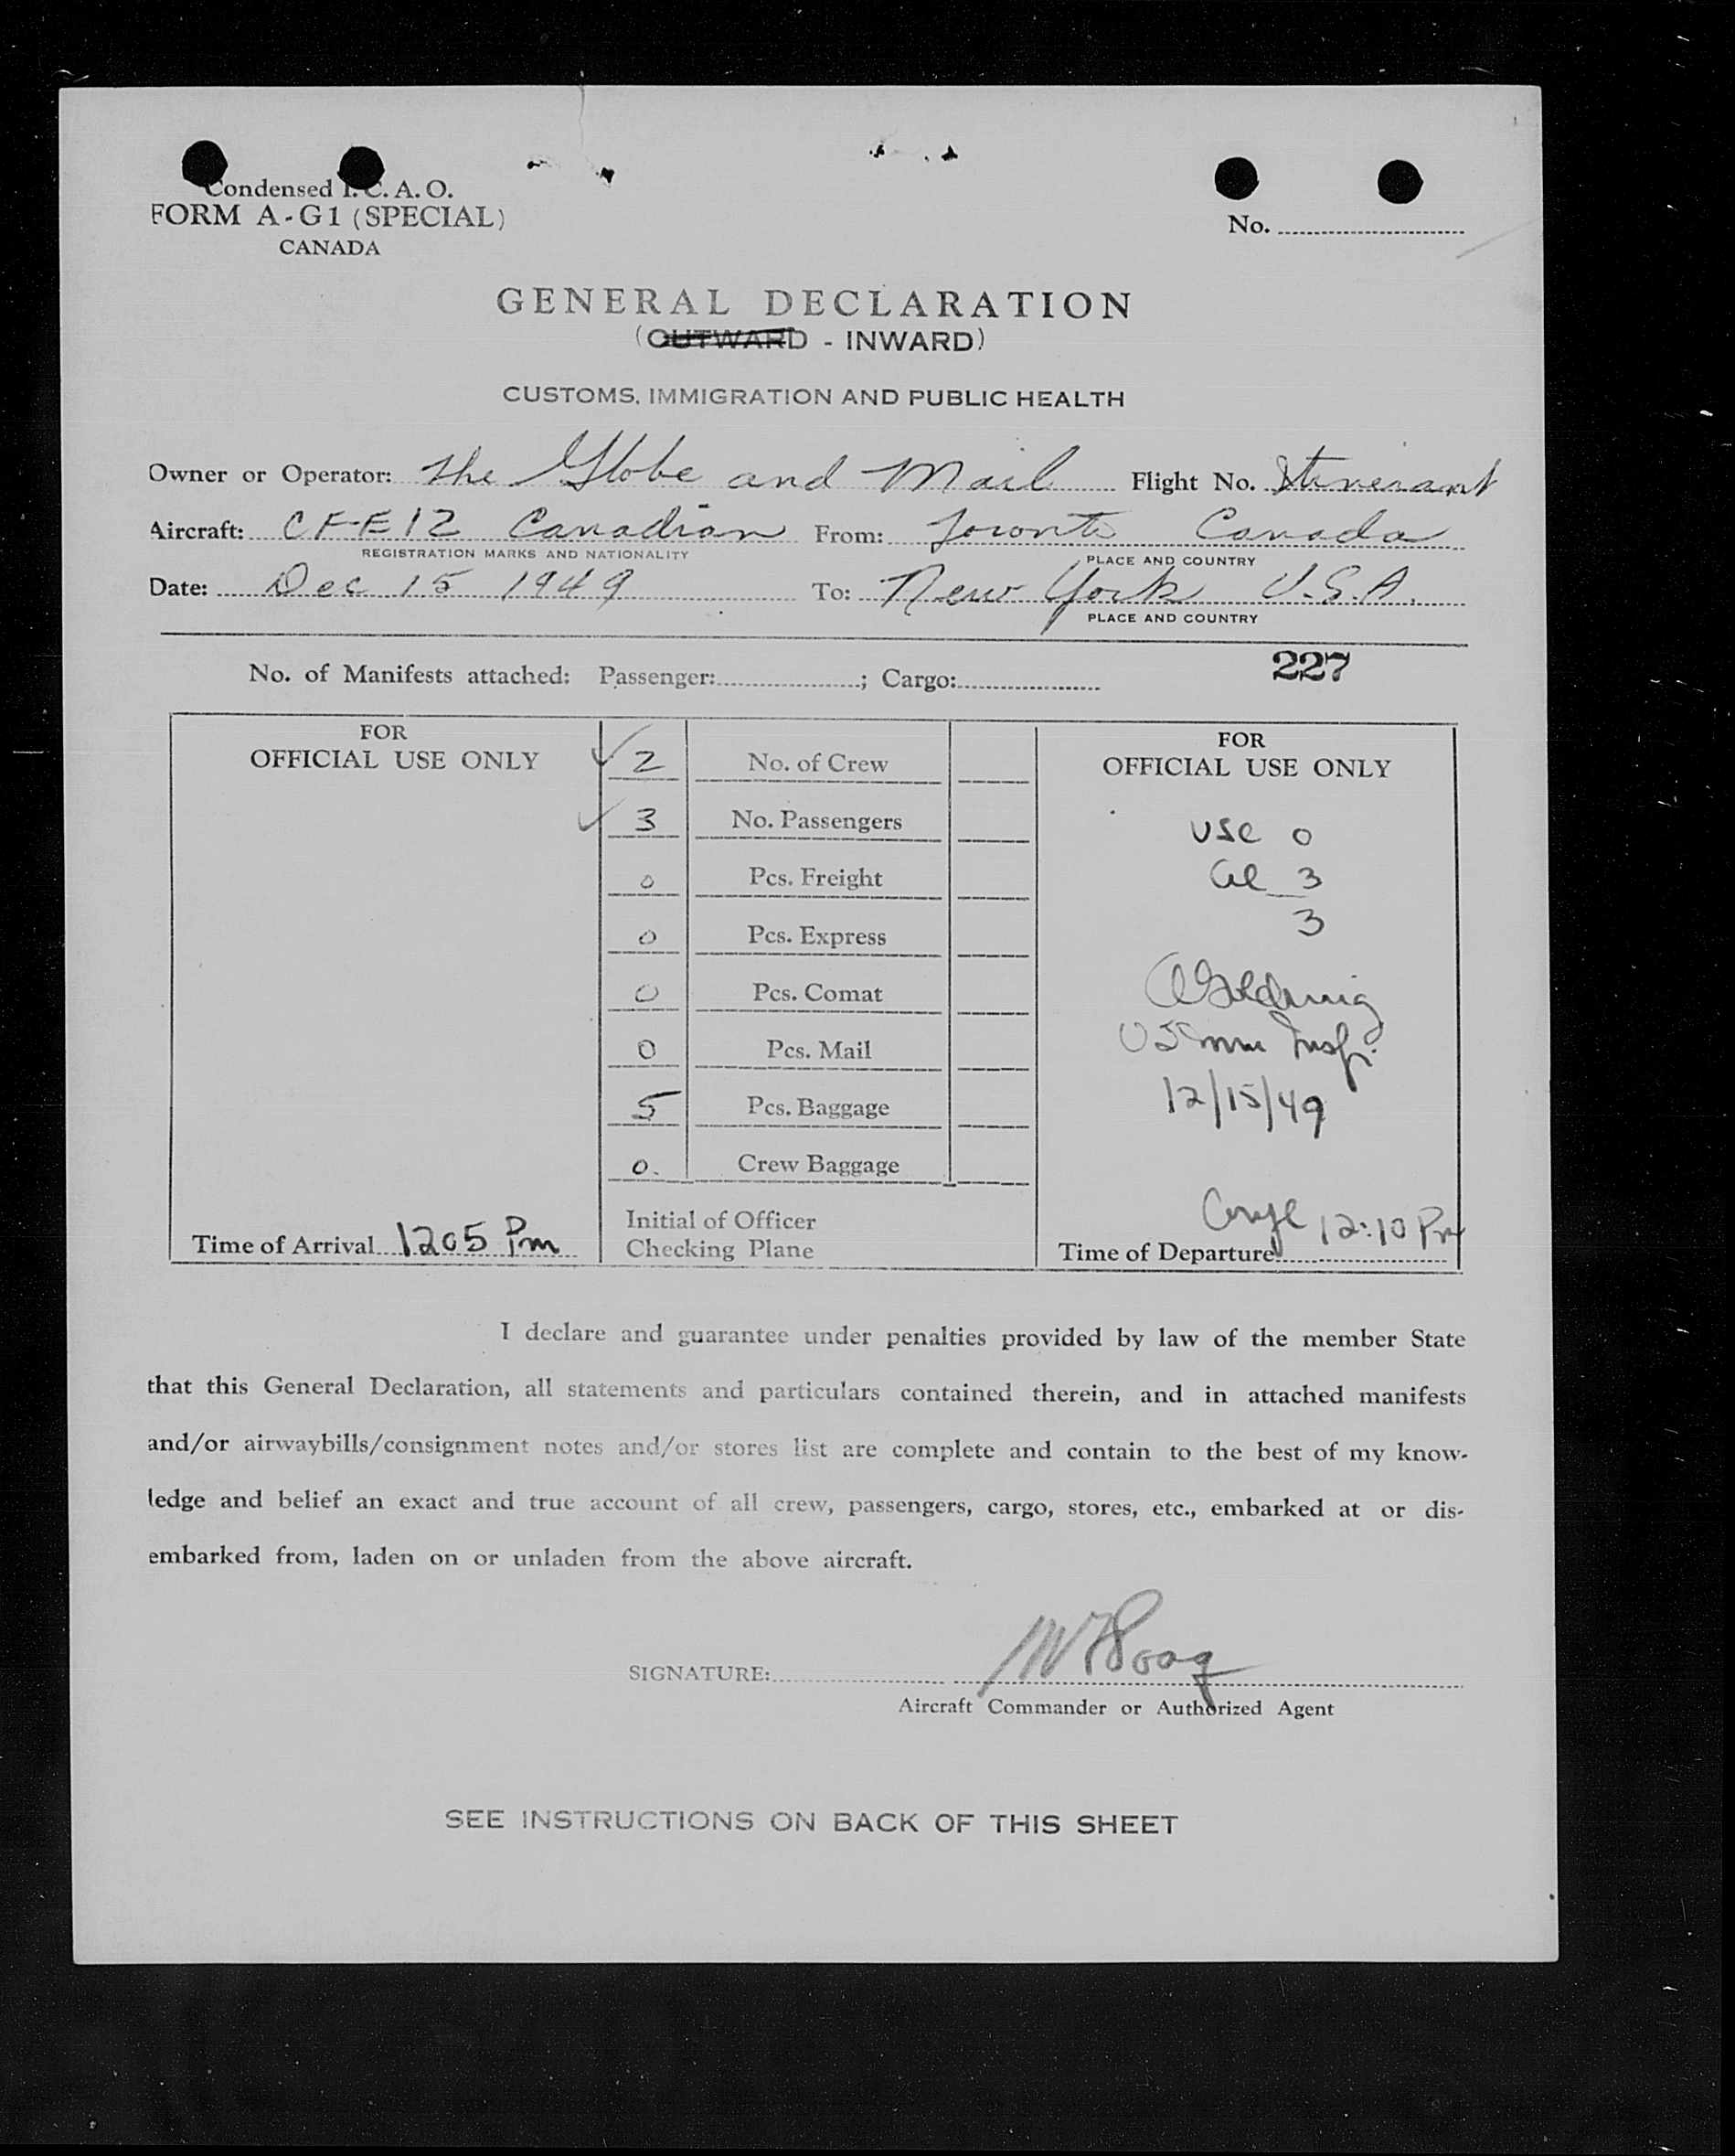 Condensed I. C. A. O.
FORM A-G1 (SPECIAL)
CANADA
No.
GENERAL DECLARATION
(OUTWARD - INWARD)
CUSTOMS, IMMIGRATION AND PUBLIC HEALTH
Owner or Operator: The Globe and Mail Flight No. Itinerant
Aircraft: CF-E12 Canadian From: Toronto Canada
REGISTRATION MARKS AND NATIONALITY PLACE AND COUNTRY
Date: Dec 15 1949 To: New York U.S.A.
PLACE AND COUNTRY
No. of Manifests attached: Passenger: ; Cargo: 227
FOR
OFFICIAL USE ONLY
2 No. of Crew
3 No. Passengers
0 Pcs. Freight
0 Pcs. Express
0 Pcs. Comat
0 Pcs. Mail
5 Pcs. Baggage
0. Crew Baggage
Time of Arrival 1205 Pm
Initial of Officer
Checking Plane
FOR
OFFICIAL USE ONLY
USC 0
al 3
3
Insp.
12/15/49
12:10 Pm
Time of Departure
I declare and guarantee under penalties provided by law of the member State
that this General Declaration, all statements and particulars contained therein, and in attached manifests
and/or airwaybills/consignment notes and/or stores list are complete and contain to the best of my know-
ledge and belief an exact and true account of all crew, passengers, cargo, stores, etc., embarked at or dis-
embarked from, laden on or unladen from the above aircraft.
SIGNATURE:
Aircraft Commander or Authorized Agent
SEE INSTRUCTIONS ON BACK OF THIS SHEET